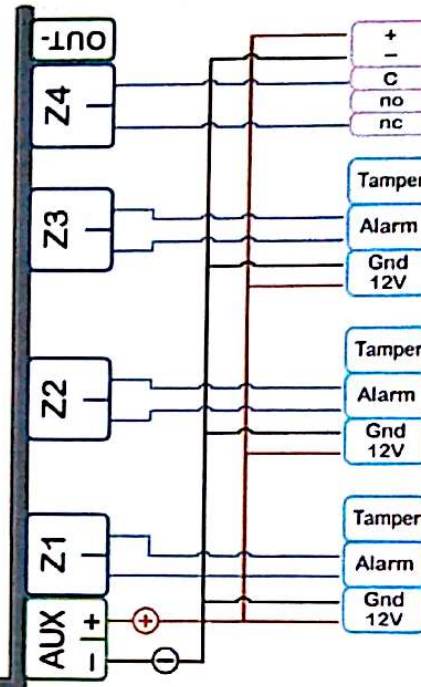 OUT-
+
−
Z4
C
no
nc
Tamper
Z3
Alarm
Gnd
12V
Tamper
Z2
Alarm
Gnd
12V
Tamper
Z1
Alarm
Gnd
12V
AUX
+
−
+
−